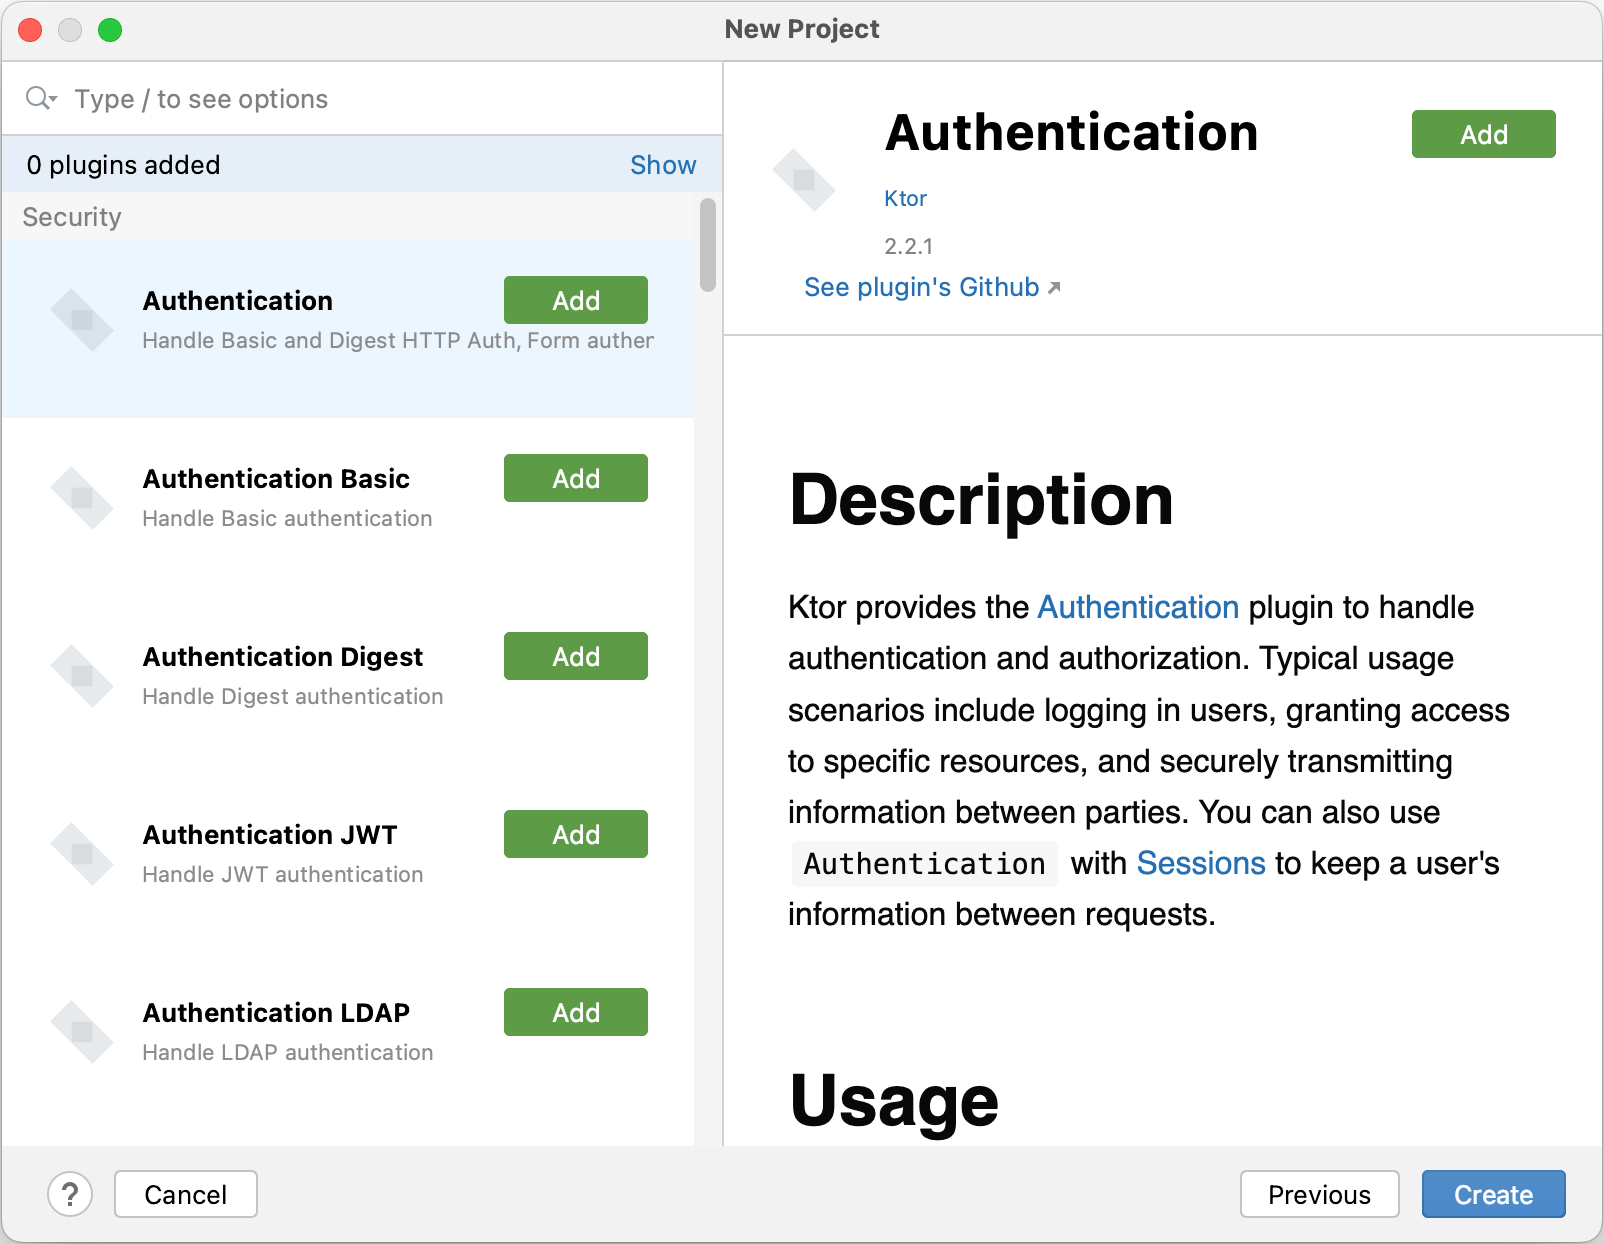 New Project
Type / to see options
0 plugins added
Show
Security
Authentication
Add
Handle Basic and Digest HTTP Auth, Form auther
Authentication Basic
Add
Handle Basic authentication
Authentication Digest
Add
Handle Digest authentication
Authentication JWT
Add
Handle JWT authentication
Authentication LDAP
Add
Handle LDAP authentication
Authentication
Add
Ktor
2.2.1
See plugin's Github
Description
Ktor provides the Authentication plugin to handle
authentication and authorization. Typical usage
scenarios include logging in users, granting access
to specific resources, and securely transmitting
information between parties. You can also use
Authentication with Sessions to keep a user's
information between requests.
Usage
?
Cancel
Previous
Create